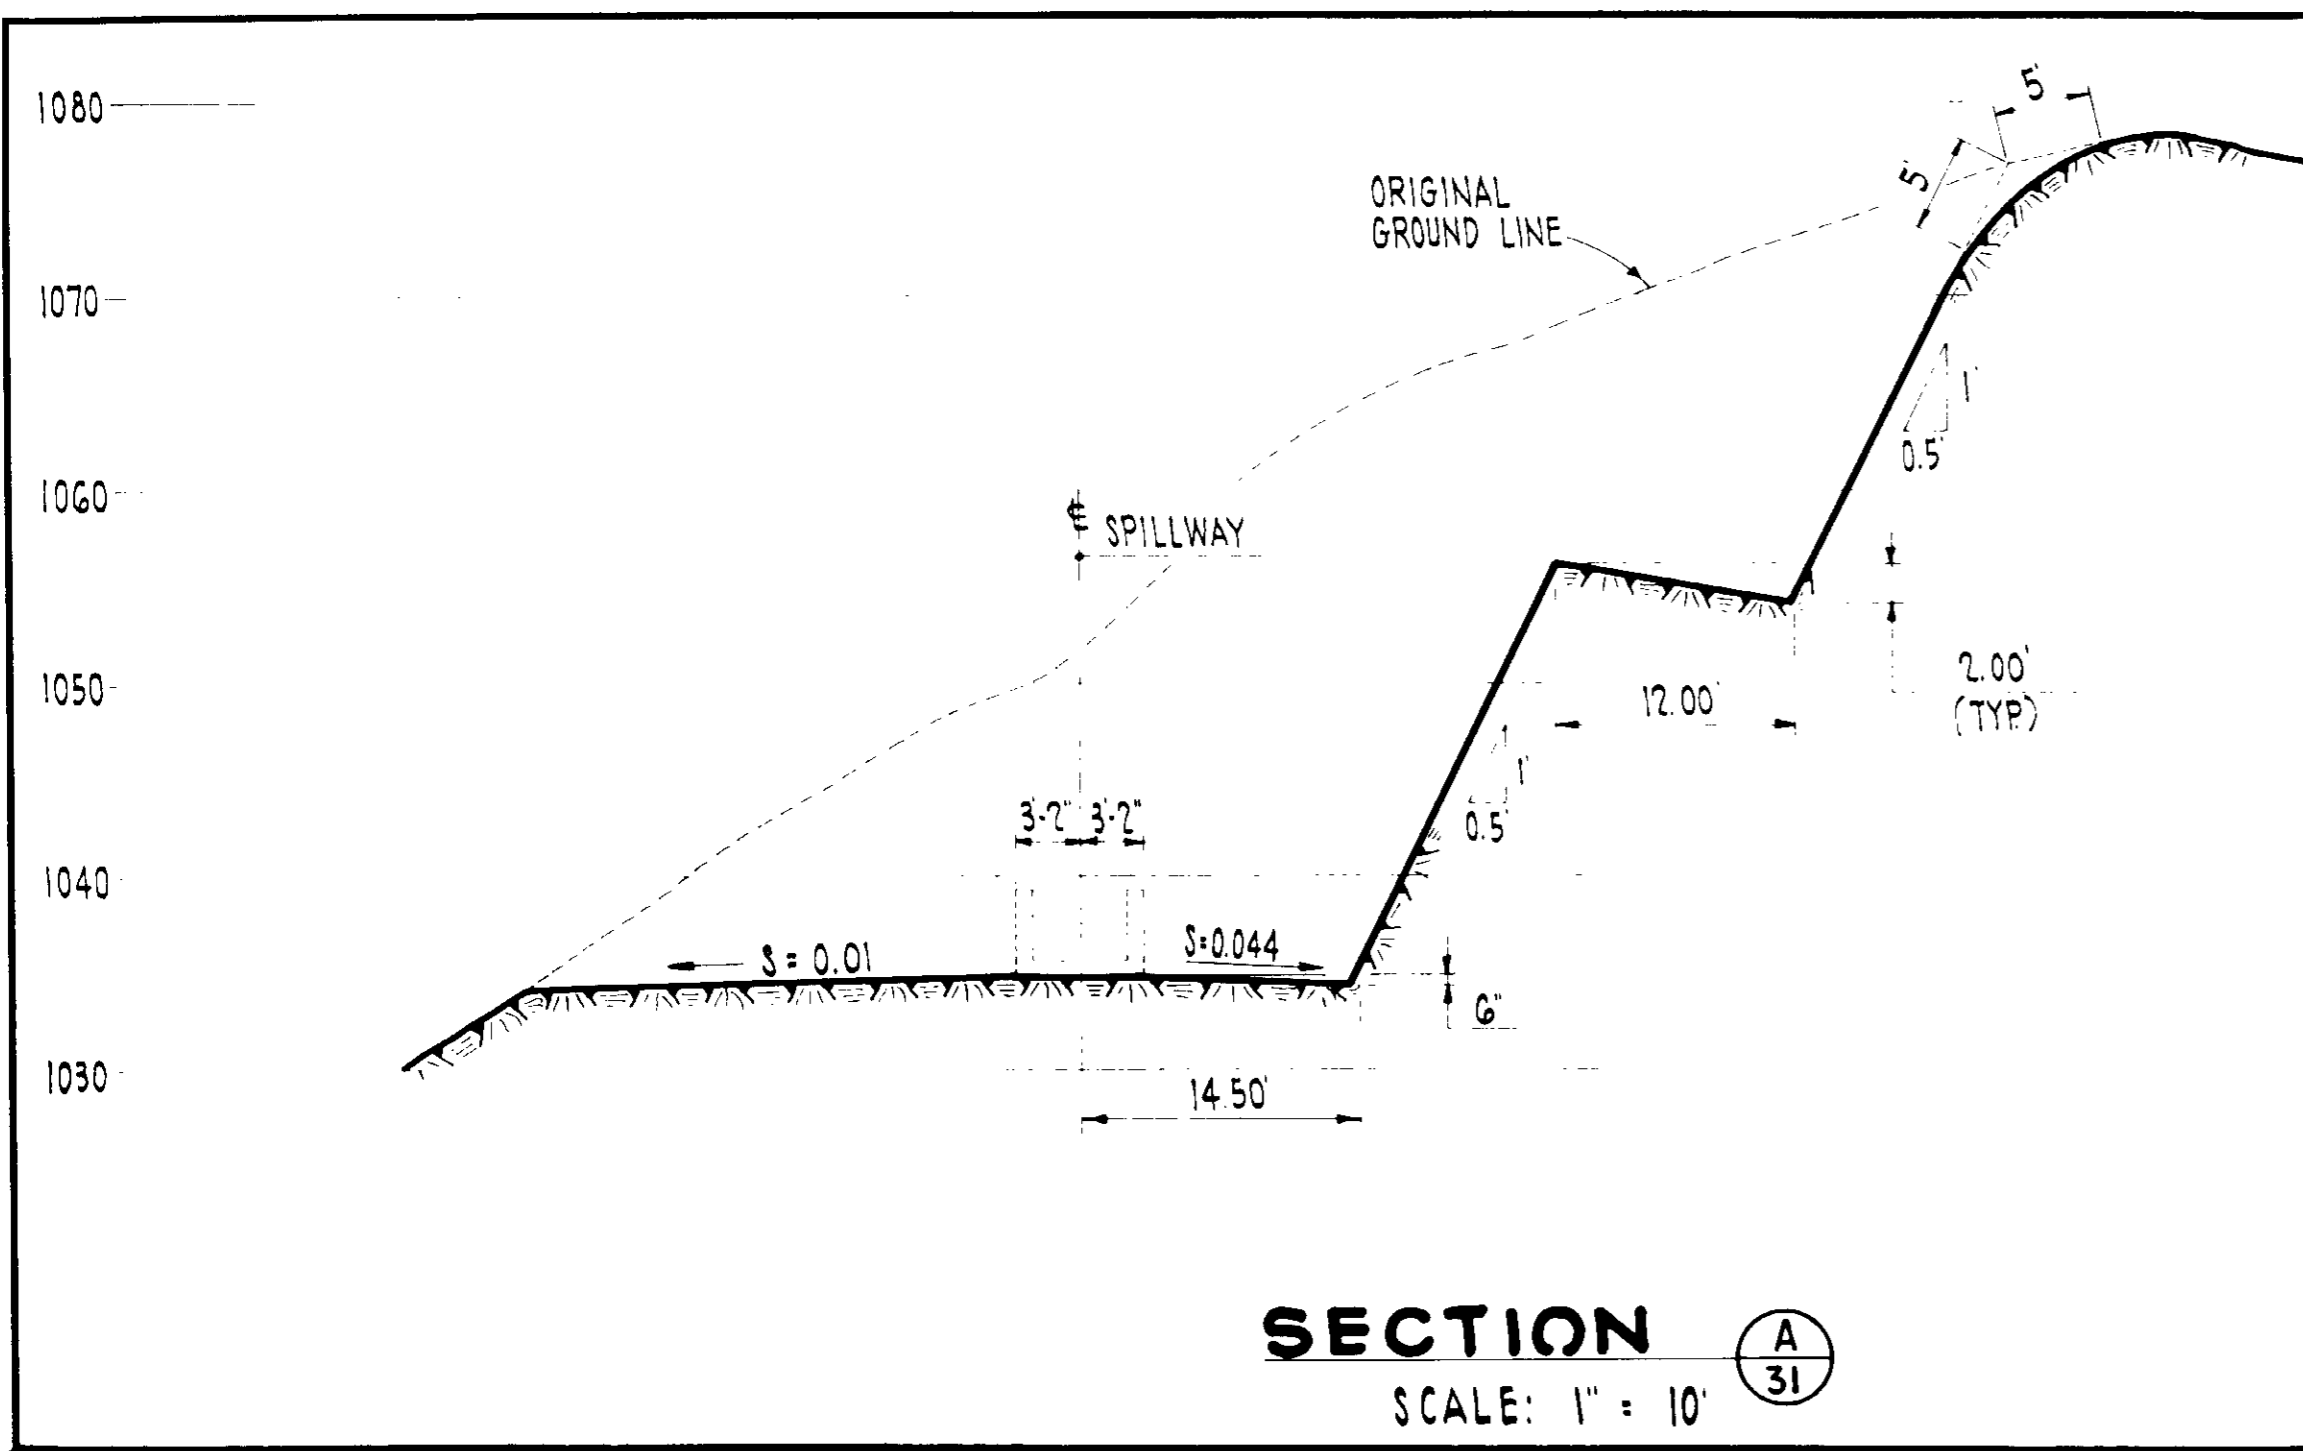 1080
5'
5'
ORIGINAL
GROUND LINE
1070
1'
0.5'
1060
℄ SPILLWAY
1050
2.00'
(TYP.)
12.00'
1'
0.5'
3'-2" 3'-2"
1040
S = 0.01
S=0.044
6"
1030
14.50'
SECTION
A
31
SCALE: 1" = 10'